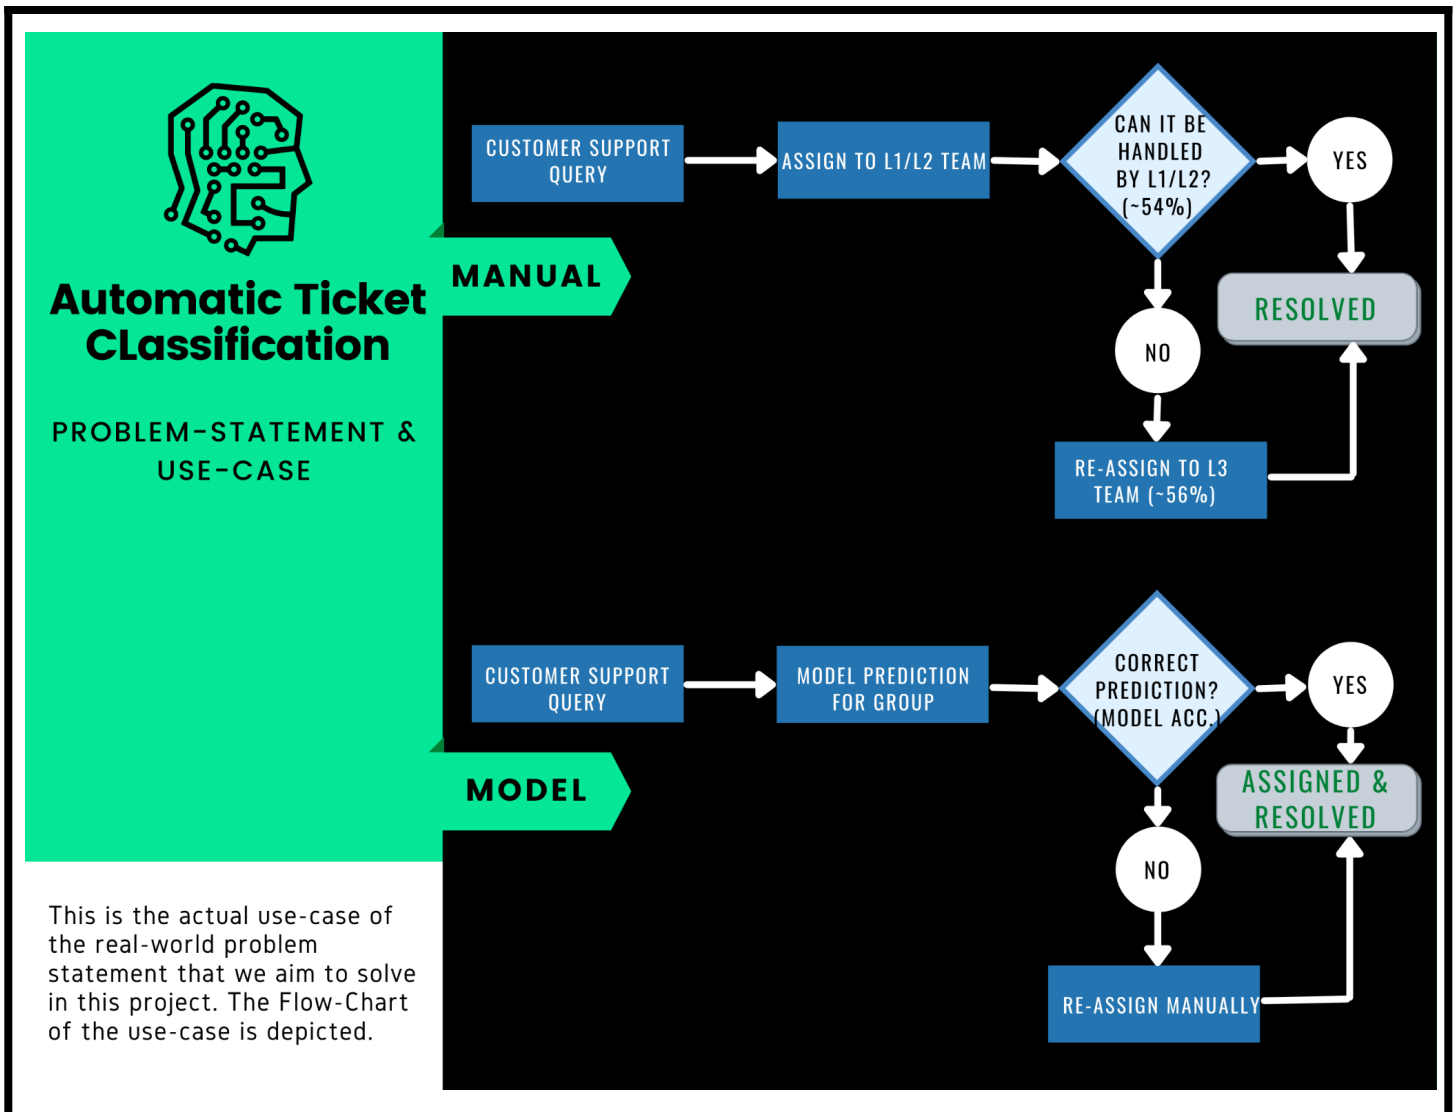 Automatic Ticket
CLassification
PROBLEM-STATEMENT &
USE-CASE
This is the actual use-case of
the real-world problem
statement that we aim to solve
in this project. The Flow-Chart
of the use-case is depicted.
MANUAL
CUSTOMER SUPPORT
QUERY
ASSIGN TO L1/L2 TEAM
CAN IT BE
HANDLED
BY L1/L2?
(~54%)
YES
RESOLVED
NO
RE-ASSIGN TO L3
TEAM (~56%)
MODEL
CUSTOMER SUPPORT
QUERY
MODEL PREDICTION
FOR GROUP
CORRECT
PREDICTION?
(MODEL ACC.)
YES
ASSIGNED &
RESOLVED
NO
RE-ASSIGN MANUALLY